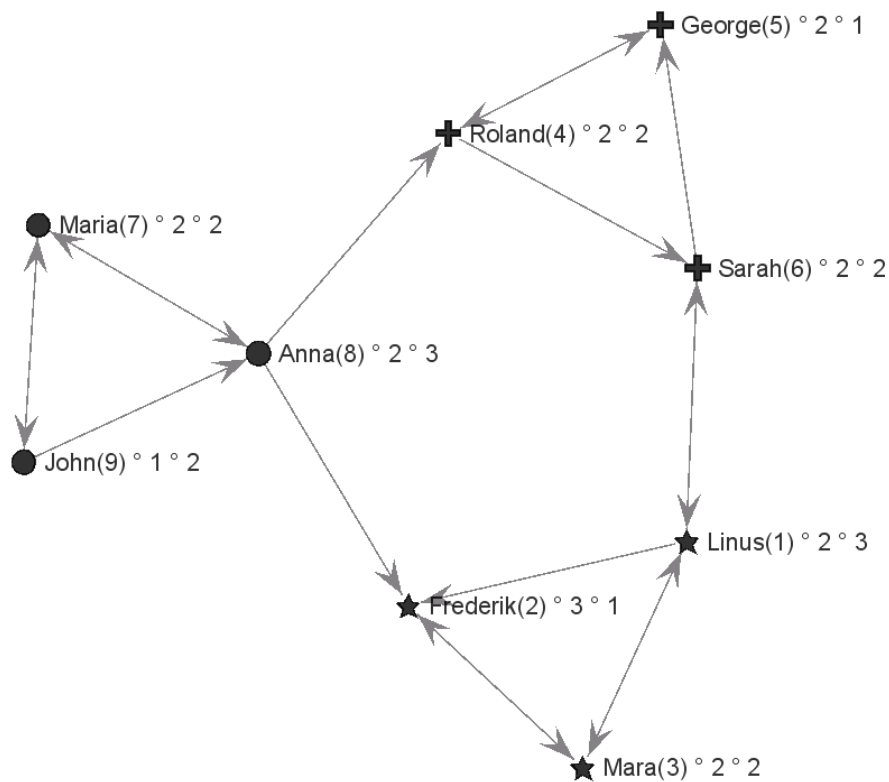 George(5) ° 2 ° 1
Roland(4) ° 2 ° 2
Maria(7) ° 2 ° 2
Sarah(6) ° 2 ° 2
Anna(8) ° 2 ° 3
John(9) ° 1 ° 2
Linus(1) ° 2 ° 3
Frederik(2) ° 3 ° 1
Mara(3) ° 2 ° 2